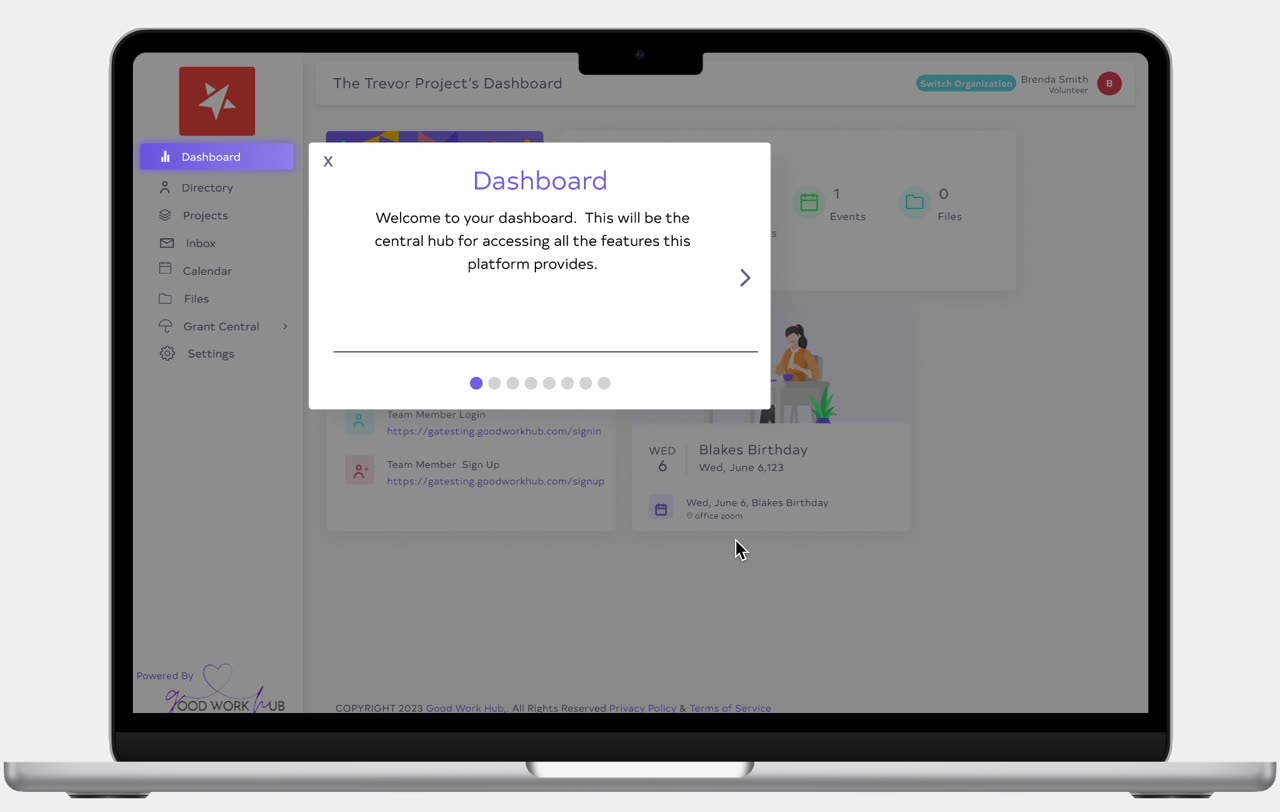 The Trevor Project's Dashboard
Switch Organization
Brenda Smith
Volunteer
B
Dashboard
Directory
Projects
Inbox
Calendar
Files
Grant Central
Settings
X
Dashboard
Welcome to your dashboard. This will be the
central hub for accessing all the features this
platform provides.
1
Events
0
Files
Team Member Login
https://gatesting.goodworkhub.com/signin
Team Member Sign Up
https://gatesting.goodworkhub.com/signup
WED
6
Blakes Birthday
Wed, June 6,123
Wed, June 6, Blakes Birthday
office zoom
Powered By
GOOD WORK HUB
COPYRIGHT 2023 Good Work Hub,. All Rights Reserved Privacy Policy & Terms of Service